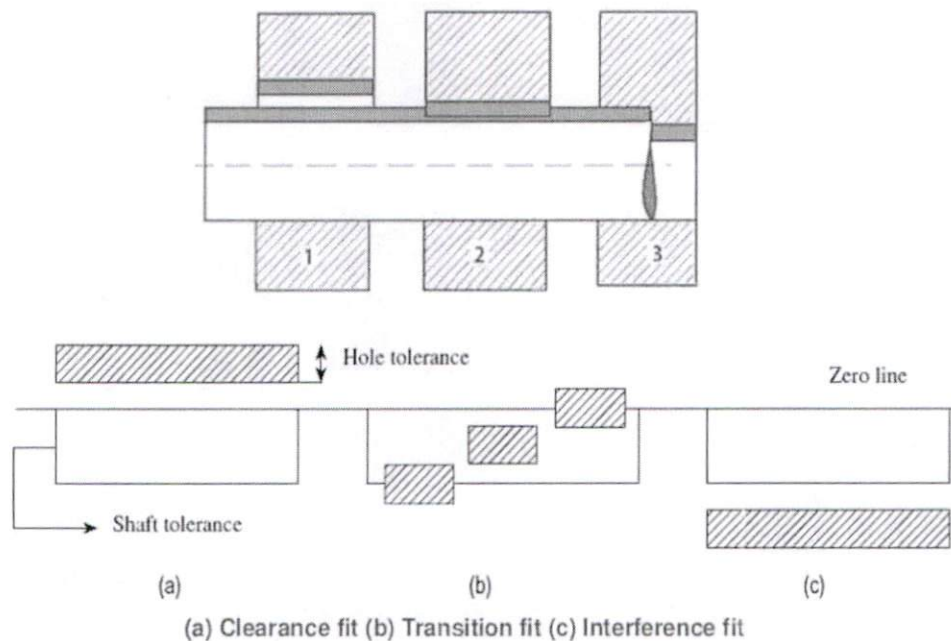 1 2 3
Hole tolerance
Zero line
Shaft tolerance
(a) (b) (c)
(a) Clearance fit (b) Transition fit (c) Interference fit